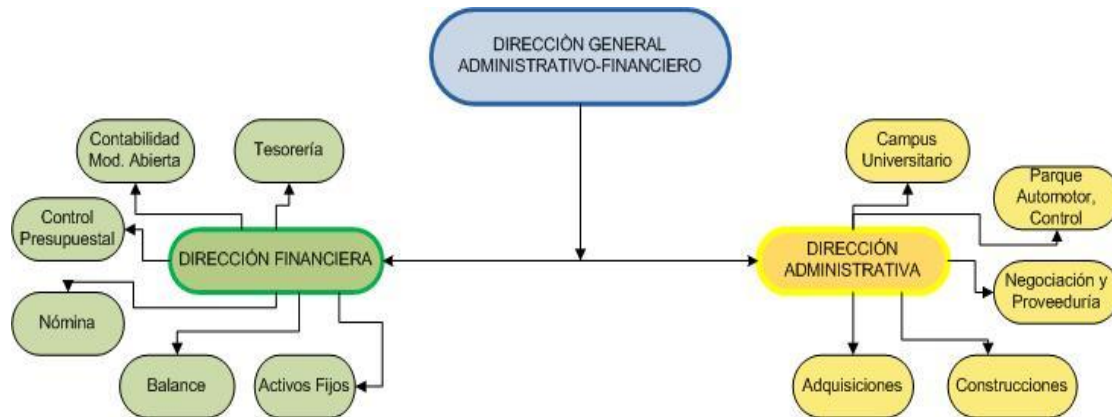 DIRECCIÒN GENERAL
ADMINISTRATIVO-FINANCIERO
Contabilidad
Mod. Abierta
Tesorería
Control
Presupuestal
DIRECCIÓN FINANCIERA
Nómina
Balance
Activos Fijos
Campus
Universitario
Parque
Automotor,
Control
DIRECCIÓN
ADMINISTRATIVA
Negociación y
Proveeduría
Adquisiciones
Construcciones